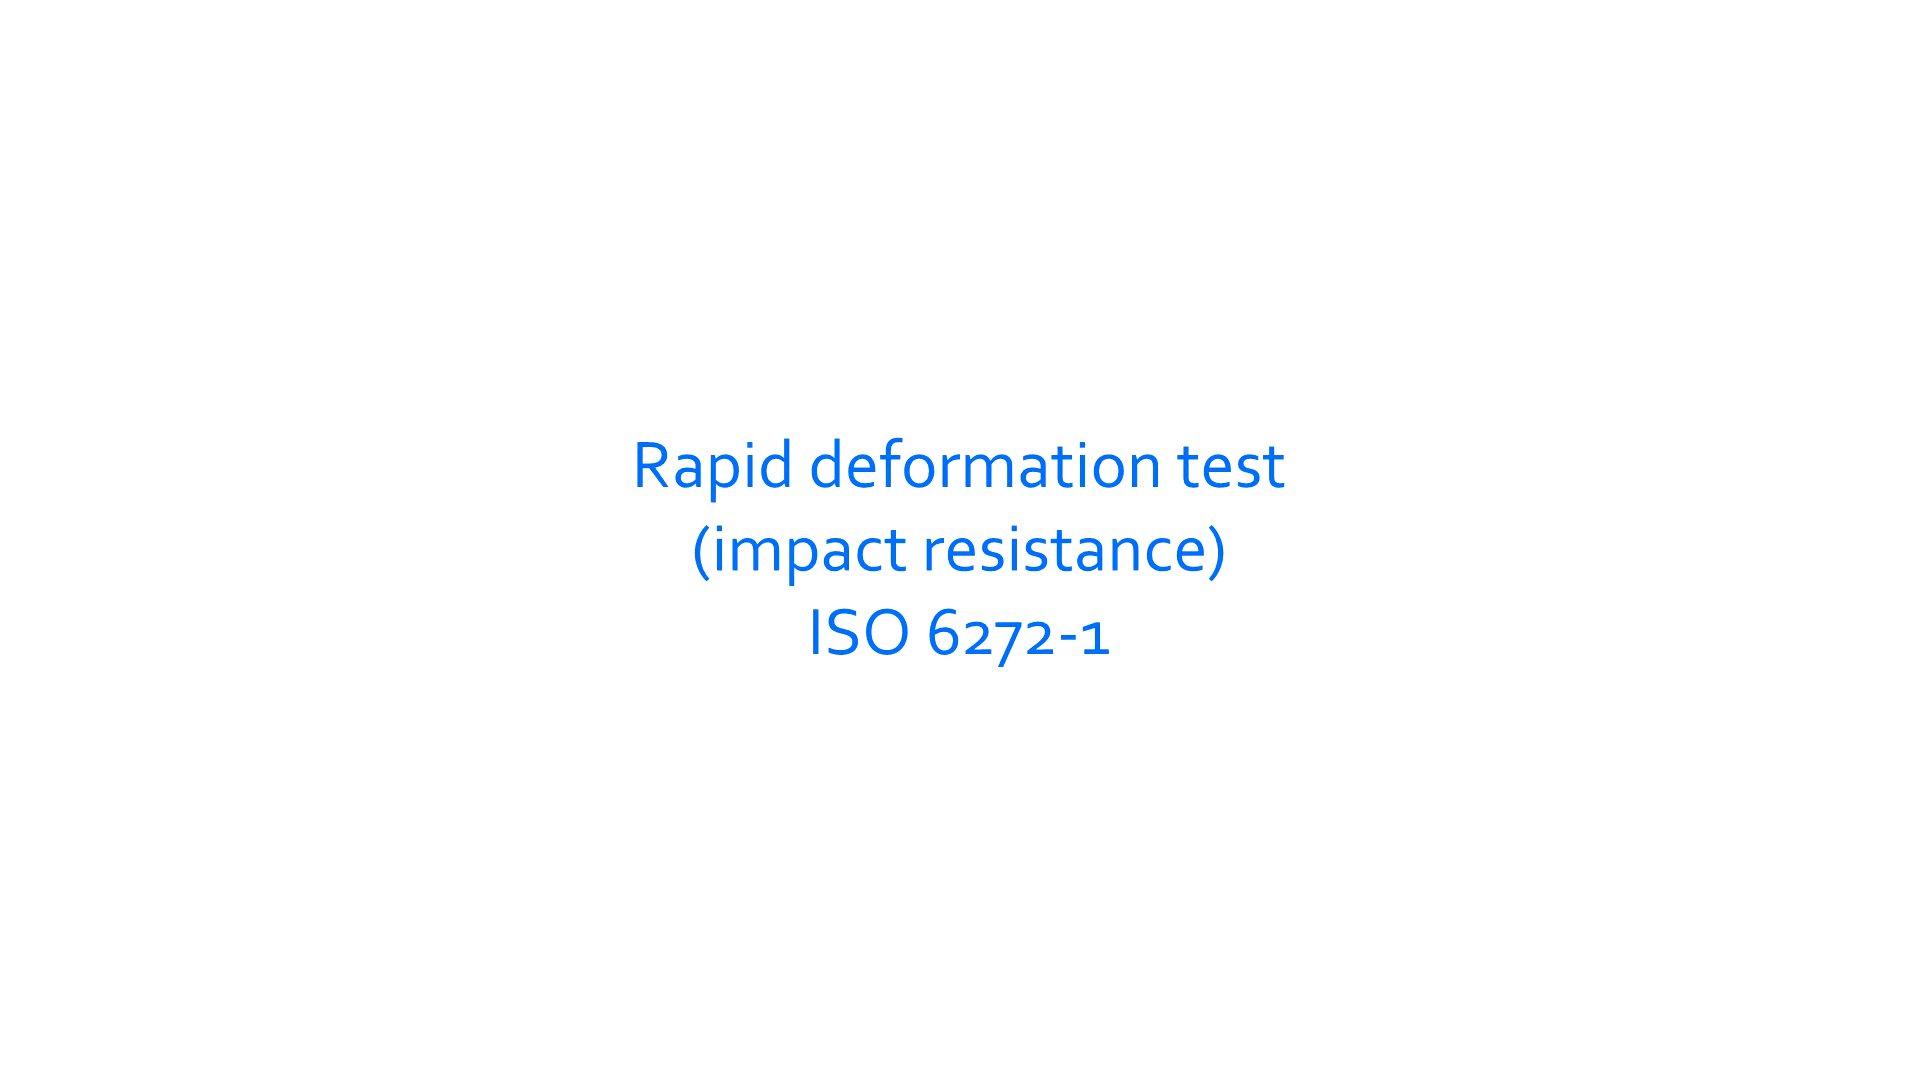 Rapid deformation test
(impact resistance)
ISO 6272-1